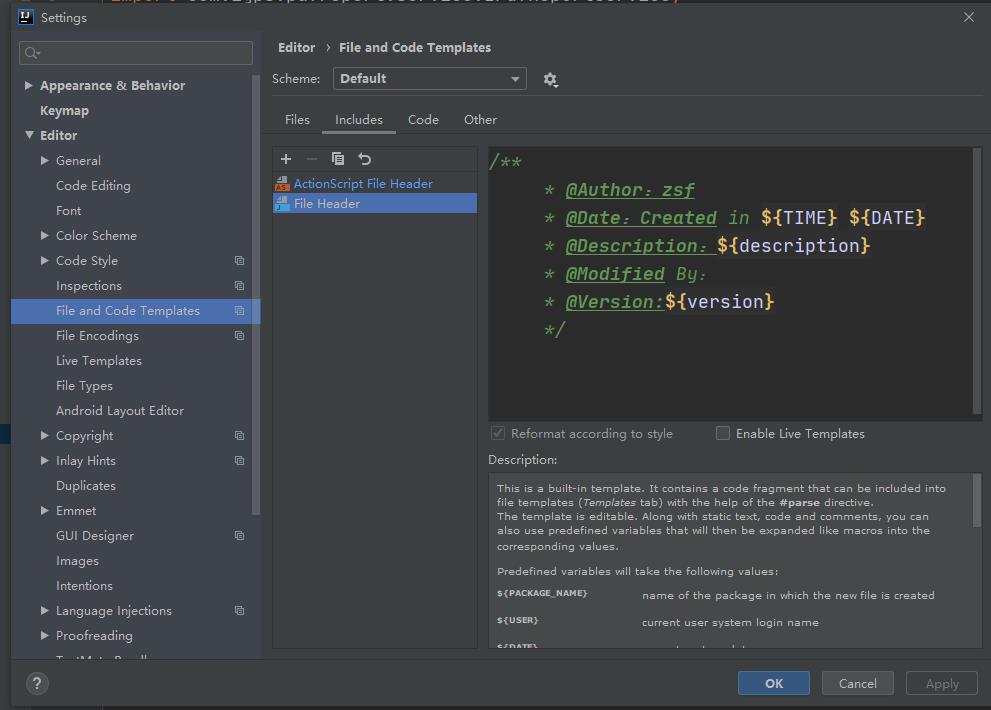 Settings
Editor › File and Code Templates
Scheme: Default
Files Includes Code Other
Appearance & Behavior
Keymap
Editor
General
Code Editing
Font
Color Scheme
Code Style
Inspections
File and Code Templates
File Encodings
Live Templates
File Types
Android Layout Editor
Copyright
Inlay Hints
Duplicates
Emmet
GUI Designer
Images
Intentions
Language Injections
Proofreading
ActionScript File Header
File Header
/**
* @Author: zsf
* @Date: Created in ${TIME} ${DATE}
* @Description: ${description}
* @Modified By:
* @Version:${version}
*/
Reformat according to style
Enable Live Templates
Description:
This is a built-in template. It contains a code fragment that can be included into
file templates (Templates tab) with the help of the #parse directive.
The template is editable. Along with static text, code and comments, you can
also use predefined variables that will then be expanded like macros into the
corresponding values.
Predefined variables will take the following values:
${PACKAGE_NAME} name of the package in which the new file is created
${USER} current user system login name
${DATE}
? OK Cancel Apply